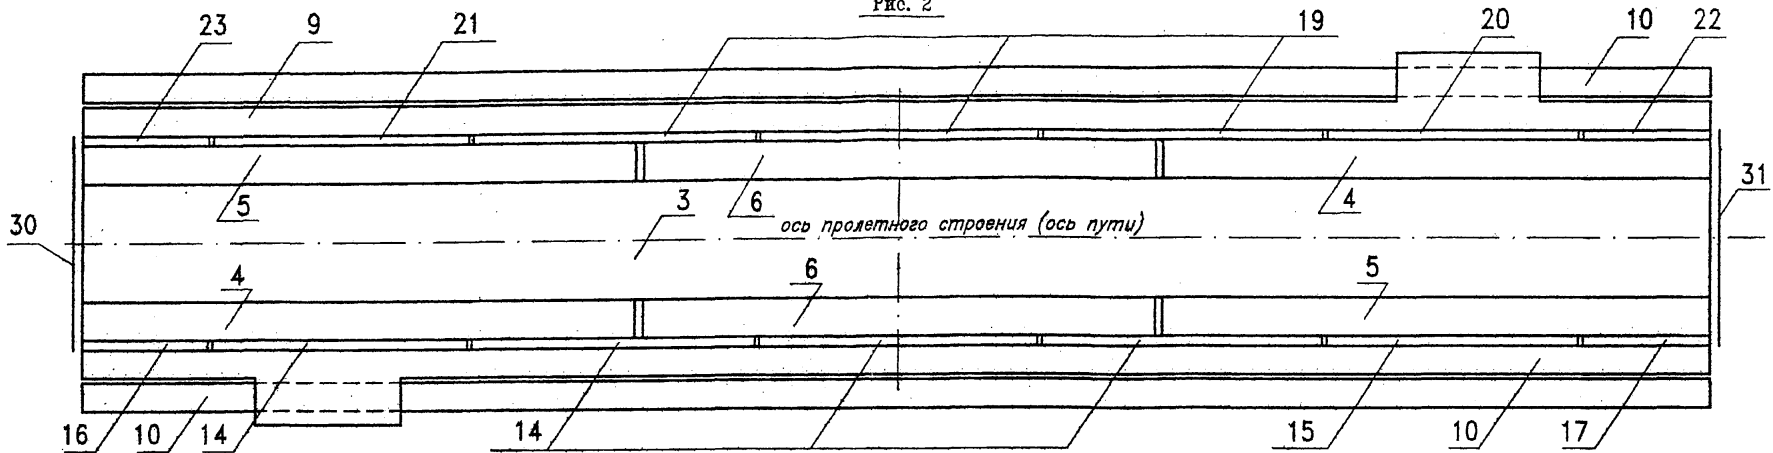 Рис. 2
23 9 21 19 20 10 22
5 6 4 31
30 3 ось пролетного строения (ось пути)
4 6 5
16 10 14 14 15 10 17